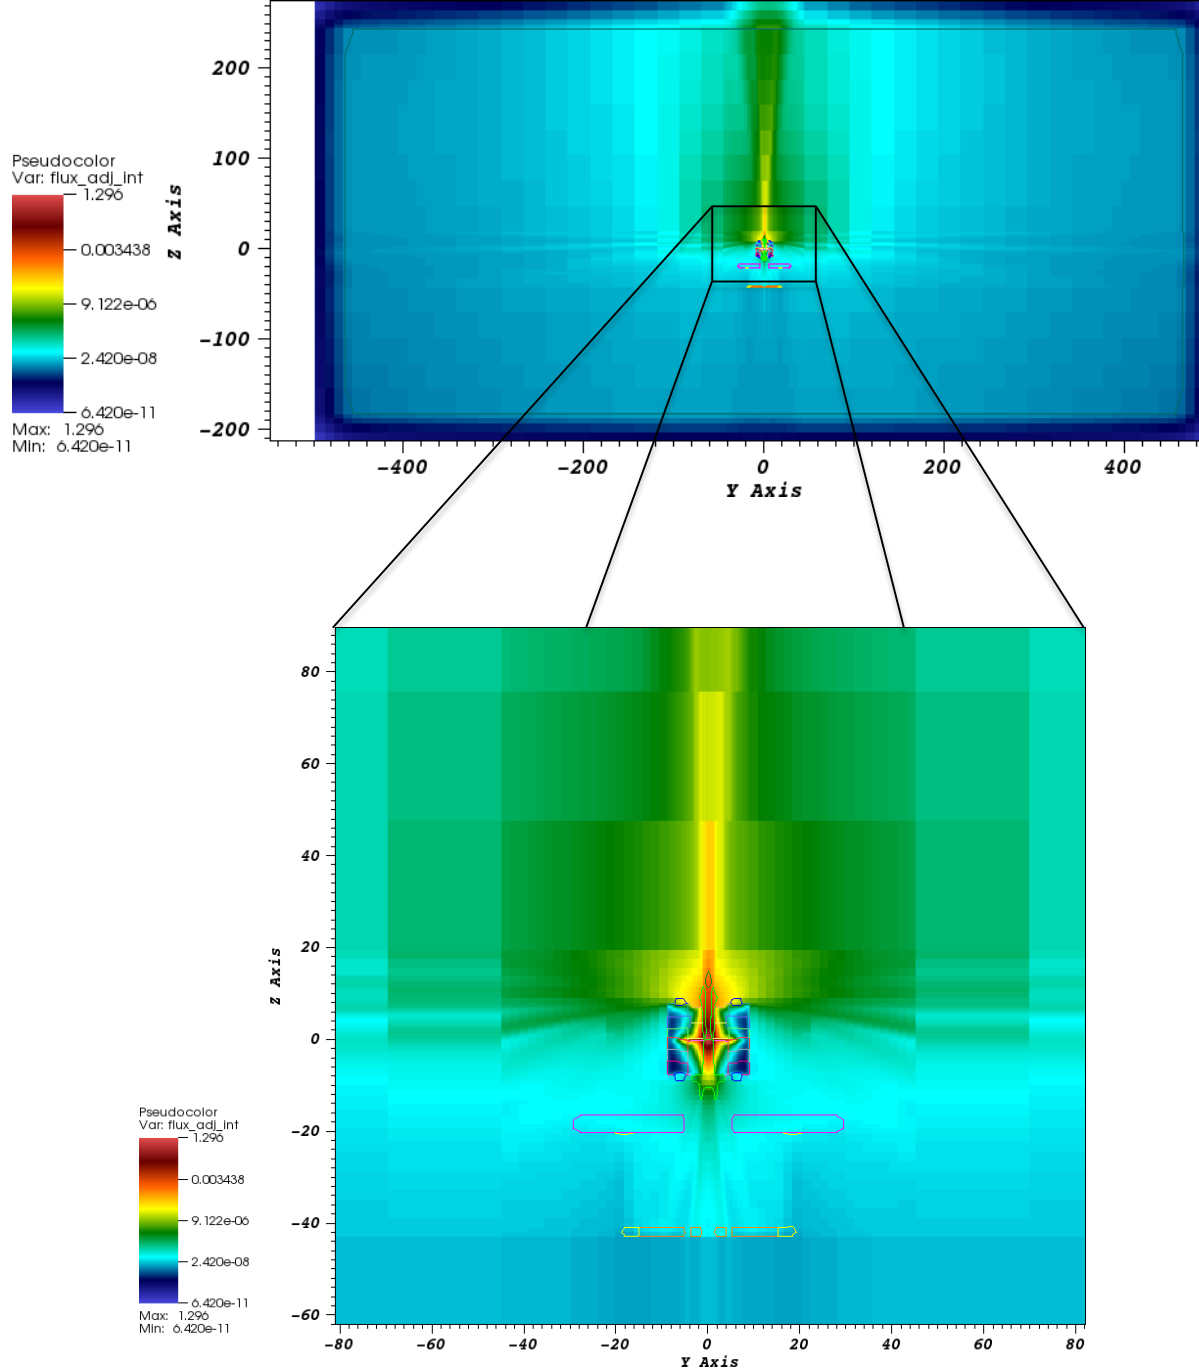 200
100
0
-100
-200
Z Axis
Pseudocolor
Var: flux_adj_int
1.296
0.003438
9.122e-06
2.420e-08
6.420e-11
Max: 1.296
Min: 6.420e-11
-400 -200 0 200 400
Y Axis
80
60
40
20
0
-20
-40
-60
Z Axis
Pseudocolor
Var: flux_adj_int
1.296
0.003438
9.122e-06
2.420e-08
6.420e-11
Max: 1.296
Min: 6.420e-11
-80 -60 -40 -20 0 20 40 60 80
Y Axis